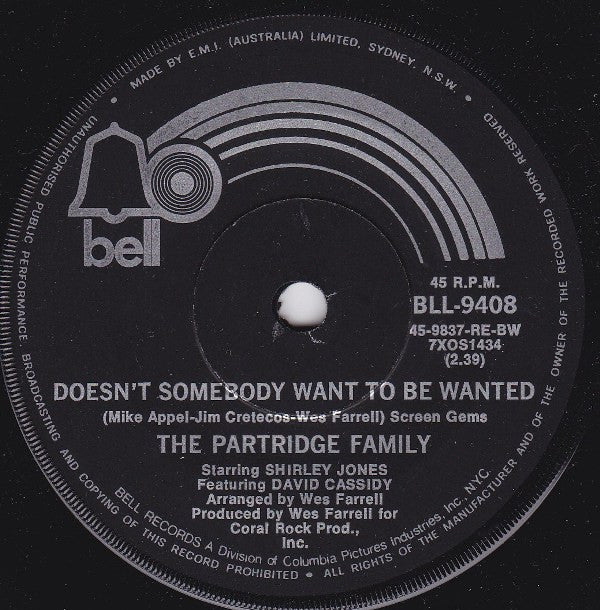 MADE BY E.M.I. (AUSTRALIA) LIMITED, SYDNEY, N.S.W. •
bell
45 R.P.M.
BLL-9408
45-9837-RE-BW
7XOS1434
(2.39)
DOESN'T SOMEBODY WANT TO BE WANTED
(Mike Appel-Jim Cretecos-Wes Farrell) Screen Gems
THE PARTRIDGE FAMILY
Starring SHIRLEY JONES
Featuring DAVID CASSIDY
Arranged by Wes Farrell
Produced by Wes Farrell for
Coral Rock Prod.,
Inc.
BELL RECORDS A Division of Columbia Pictures Industries, Inc, NYC.
• ALL RIGHTS OF THE MANUFACTURER AND OF THE OWNER OF THE RECORDED WORK RESERVED
• UNAUTHORISED PUBLIC PERFORMANCE. BROADCASTING AND COPYING OF THIS RECORD PROHIBITED